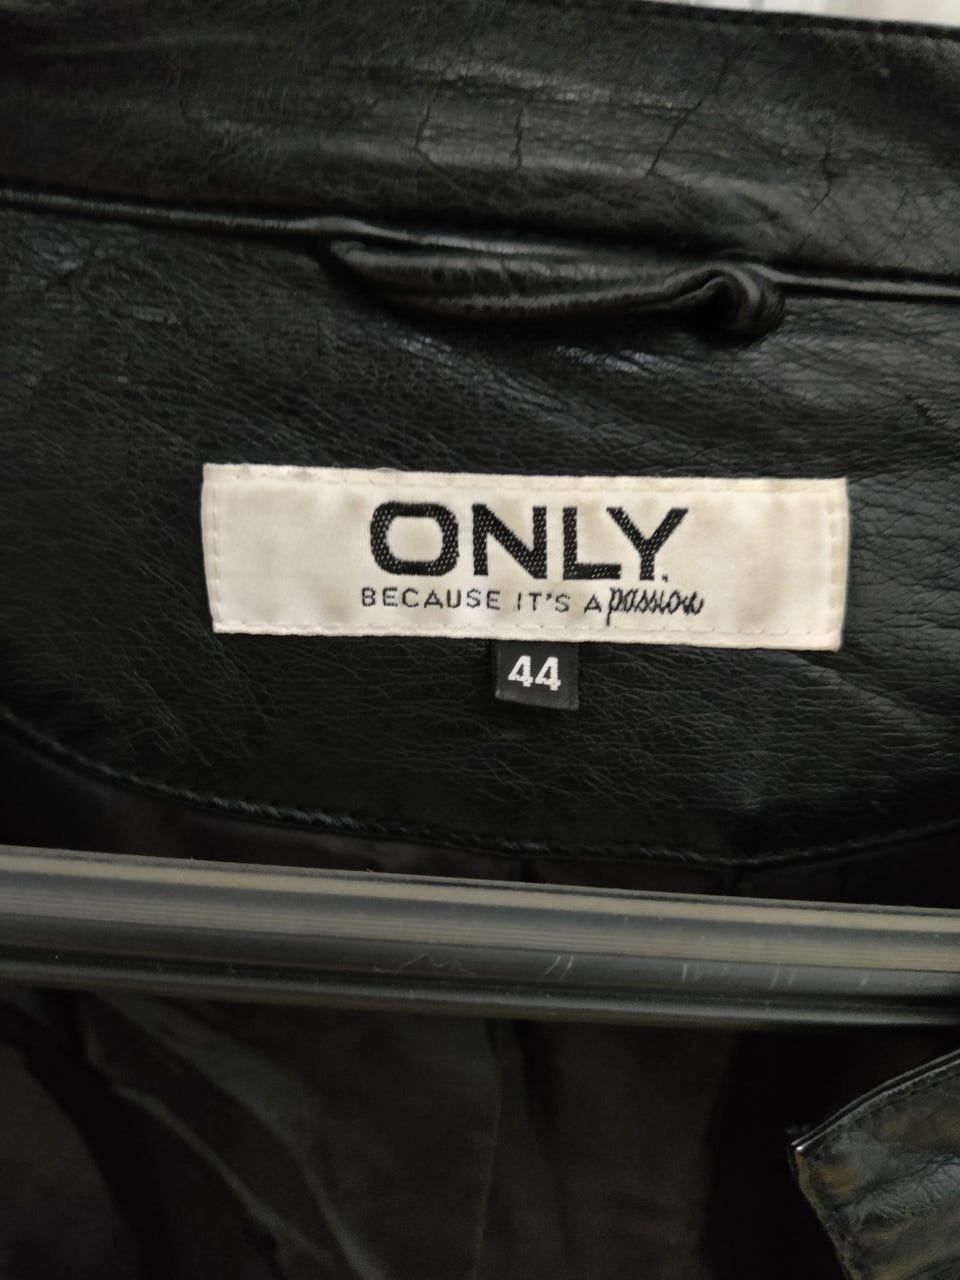 ONLY.
BECAUSE IT'S A passion
44